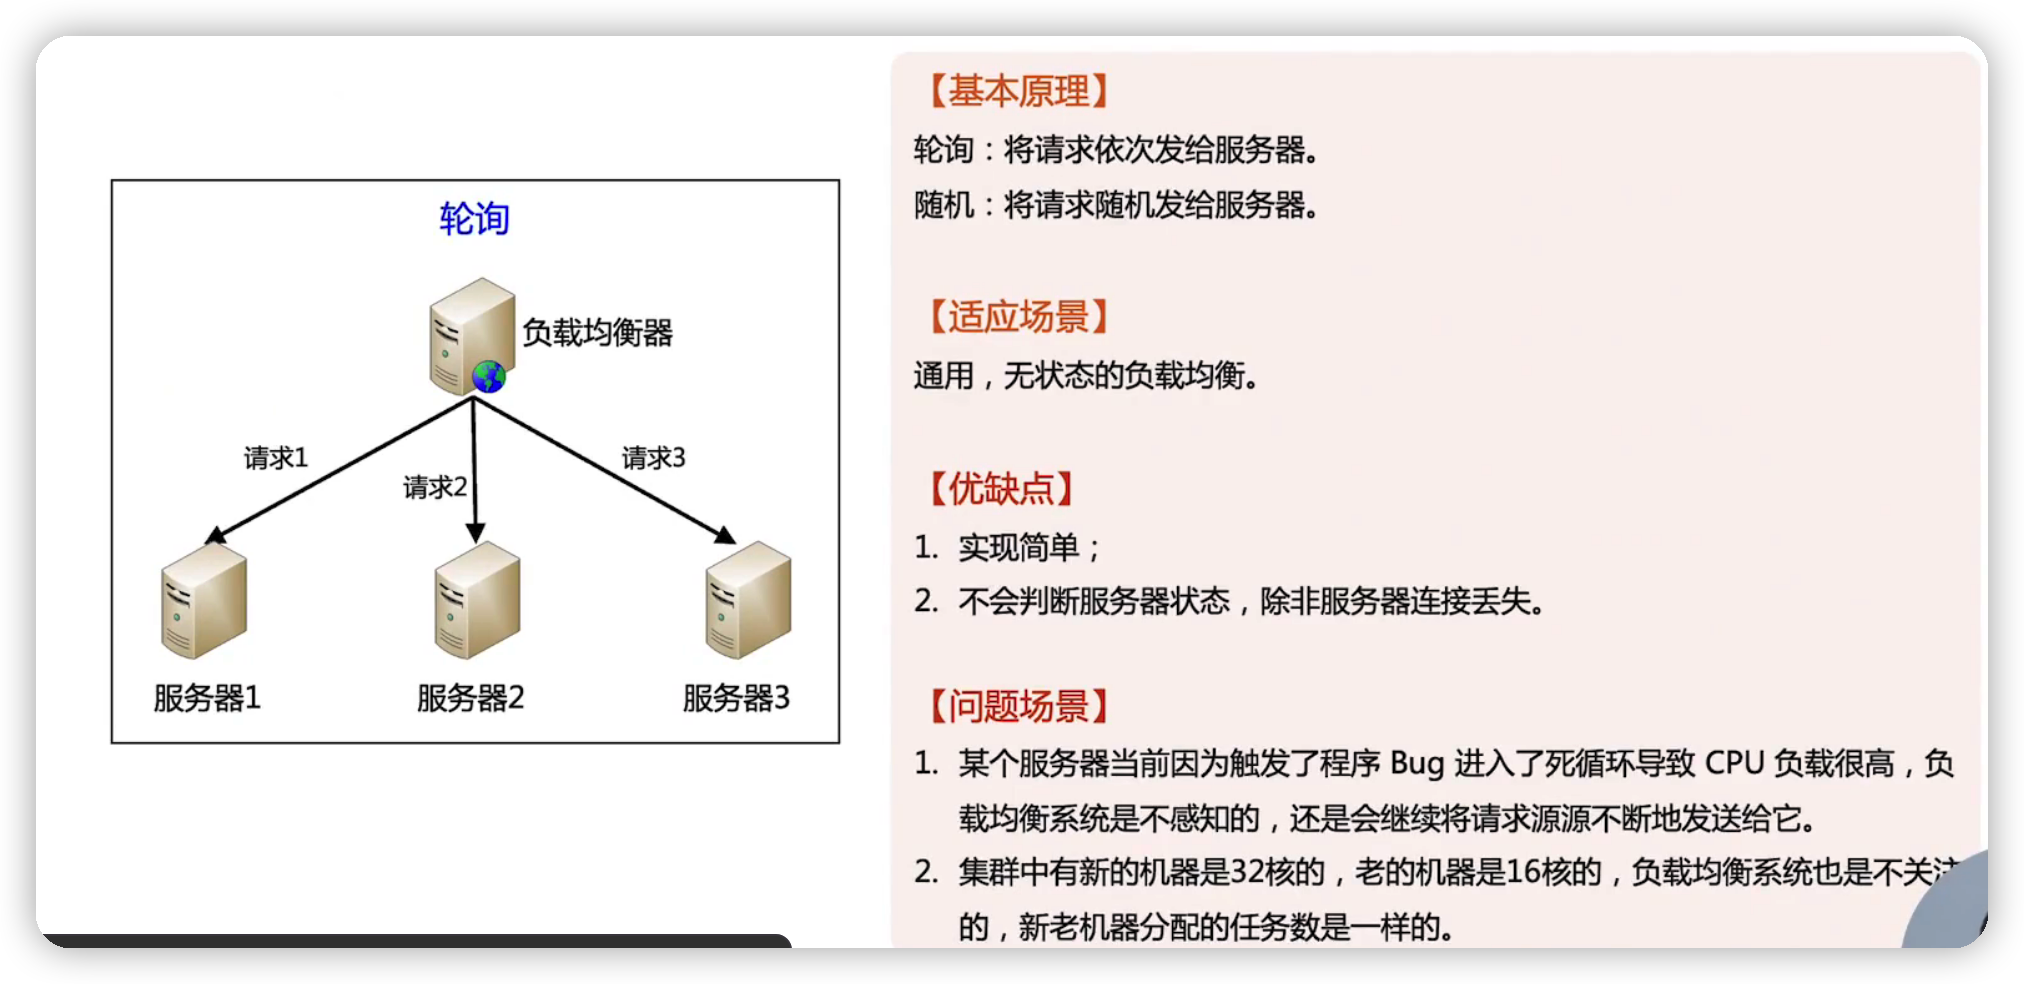 轮询
负载均衡器
请求1
请求2
请求3
服务器1
服务器2
服务器3
【基本原理】
轮询：将请求依次发给服务器。
随机：将请求随机发给服务器。
【适应场景】
通用，无状态的负载均衡。
【优缺点】
1. 实现简单；
2. 不会判断服务器状态，除非服务器连接丢失。
【问题场景】
1. 某个服务器当前因为触发了程序 Bug 进入了死循环导致 CPU 负载很高，负
载均衡系统是不感知的，还是会继续将请求源源不断地发送给它。
2. 集群中有新的机器是32核的，老的机器是16核的，负载均衡系统也是不关注
的，新老机器分配的任务数是一样的。